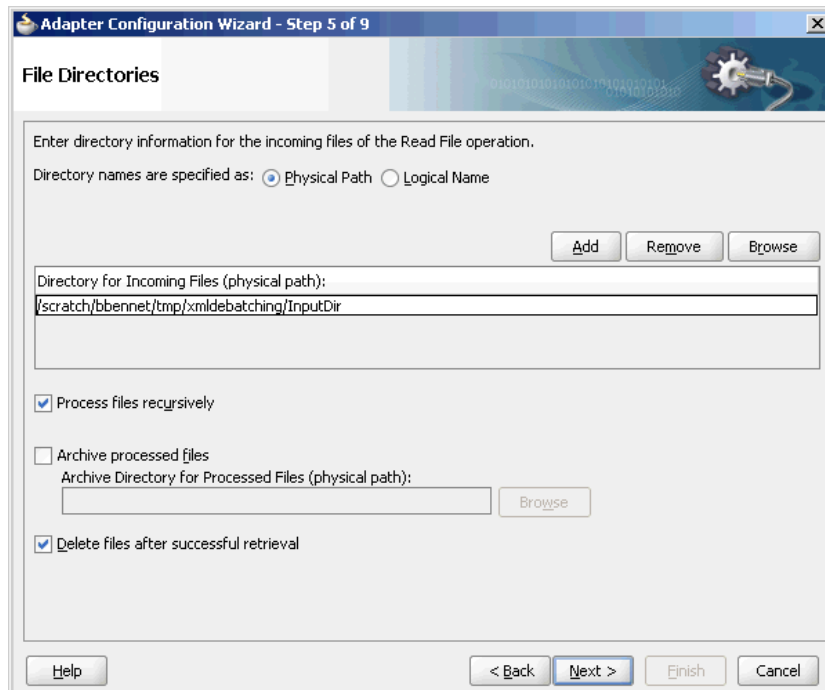 Adapter Configuration Wizard - Step 5 of 9
File Directories
Enter directory information for the incoming files of the Read File operation.
Directory names are specified as: Physical Path Logical Name
Add Remove Browse
Directory for Incoming Files (physical path):
/scratch/bbennet/tmp/xmldebatching/InputDir
Process files recursively
Archive processed files
Archive Directory for Processed Files (physical path):
Browse
Delete files after successful retrieval
Help < Back Next > Finish Cancel